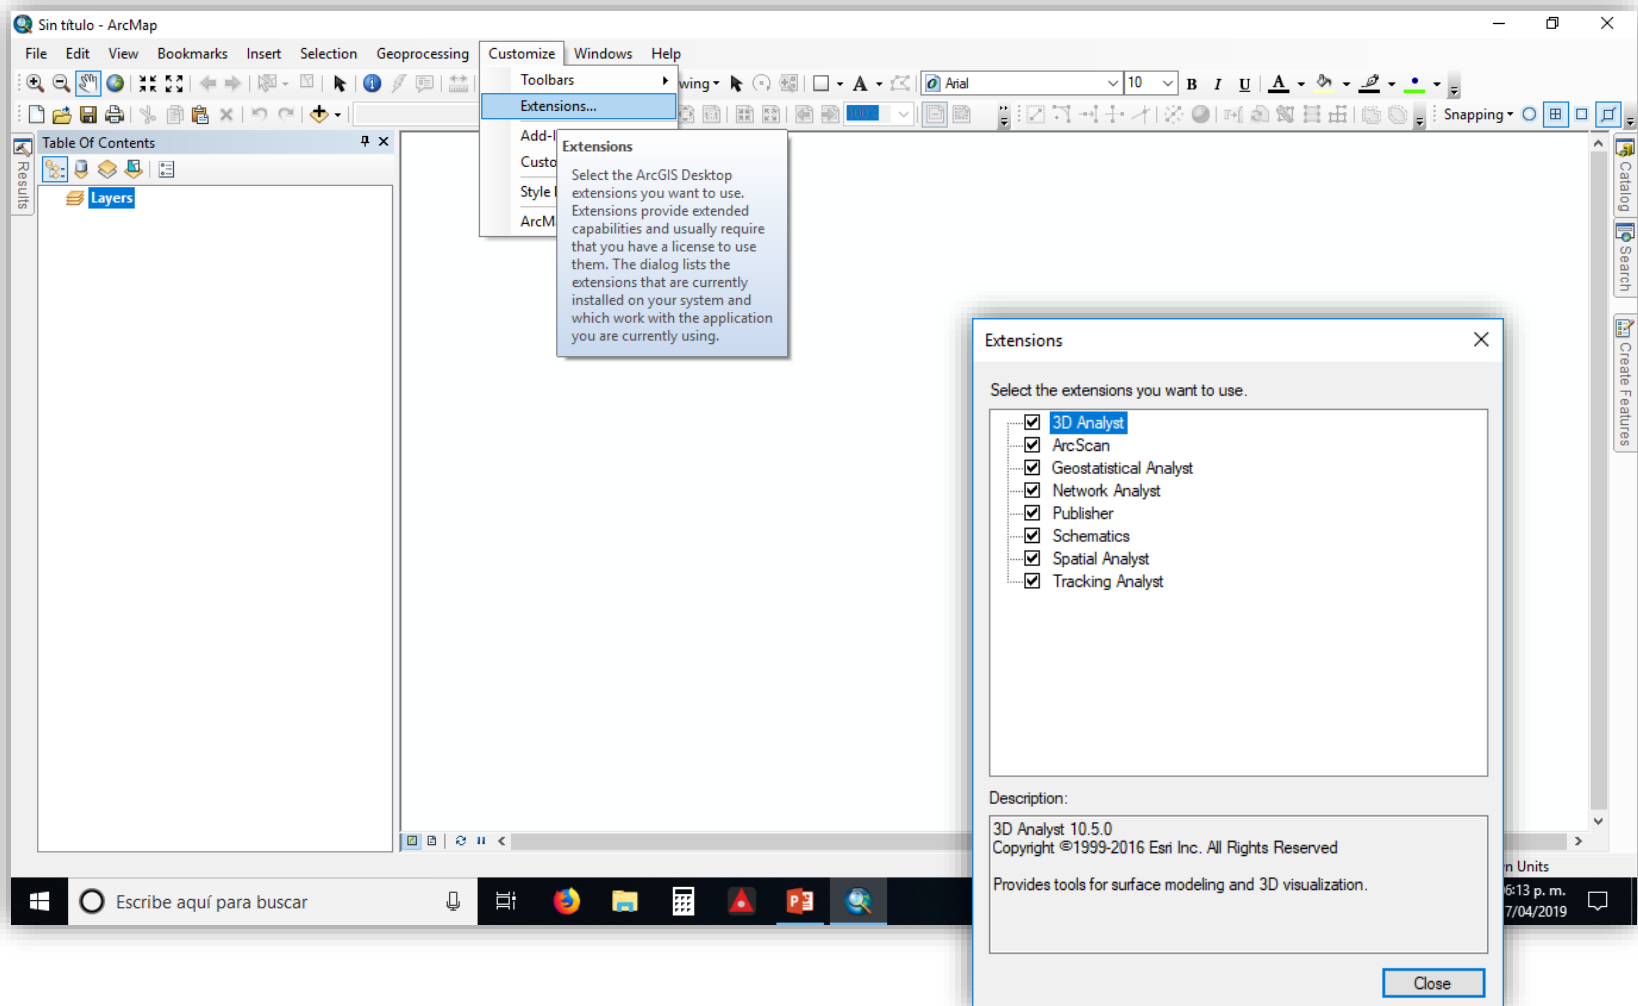 Sin título - ArcMap
File Edit View Bookmarks Insert Selection Geoprocessing Customize Windows Help
Toolbars
wing
Arial
10
B I U A
Extensions...
100%
Snapping
Table Of Contents
Layers
Results
Add-I
Custo
Style
ArcM
Extensions
Select the ArcGIS Desktop
extensions you want to use.
Extensions provide extended
capabilities and usually require
that you have a license to use
them. The dialog lists the
extensions that are currently
installed on your system and
which work with the application
you are currently using.
Catalog
Search
Create Features
Extensions
Select the extensions you want to use.
3D Analyst
ArcScan
Geostatistical Analyst
Network Analyst
Publisher
Schematics
Spatial Analyst
Tracking Analyst
Description:
3D Analyst 10.5.0
Copyright ©1999-2016 Esri Inc. All Rights Reserved
Provides tools for surface modeling and 3D visualization.
Close
n Units
Escribe aquí para buscar
6:13 p. m.
7/04/2019